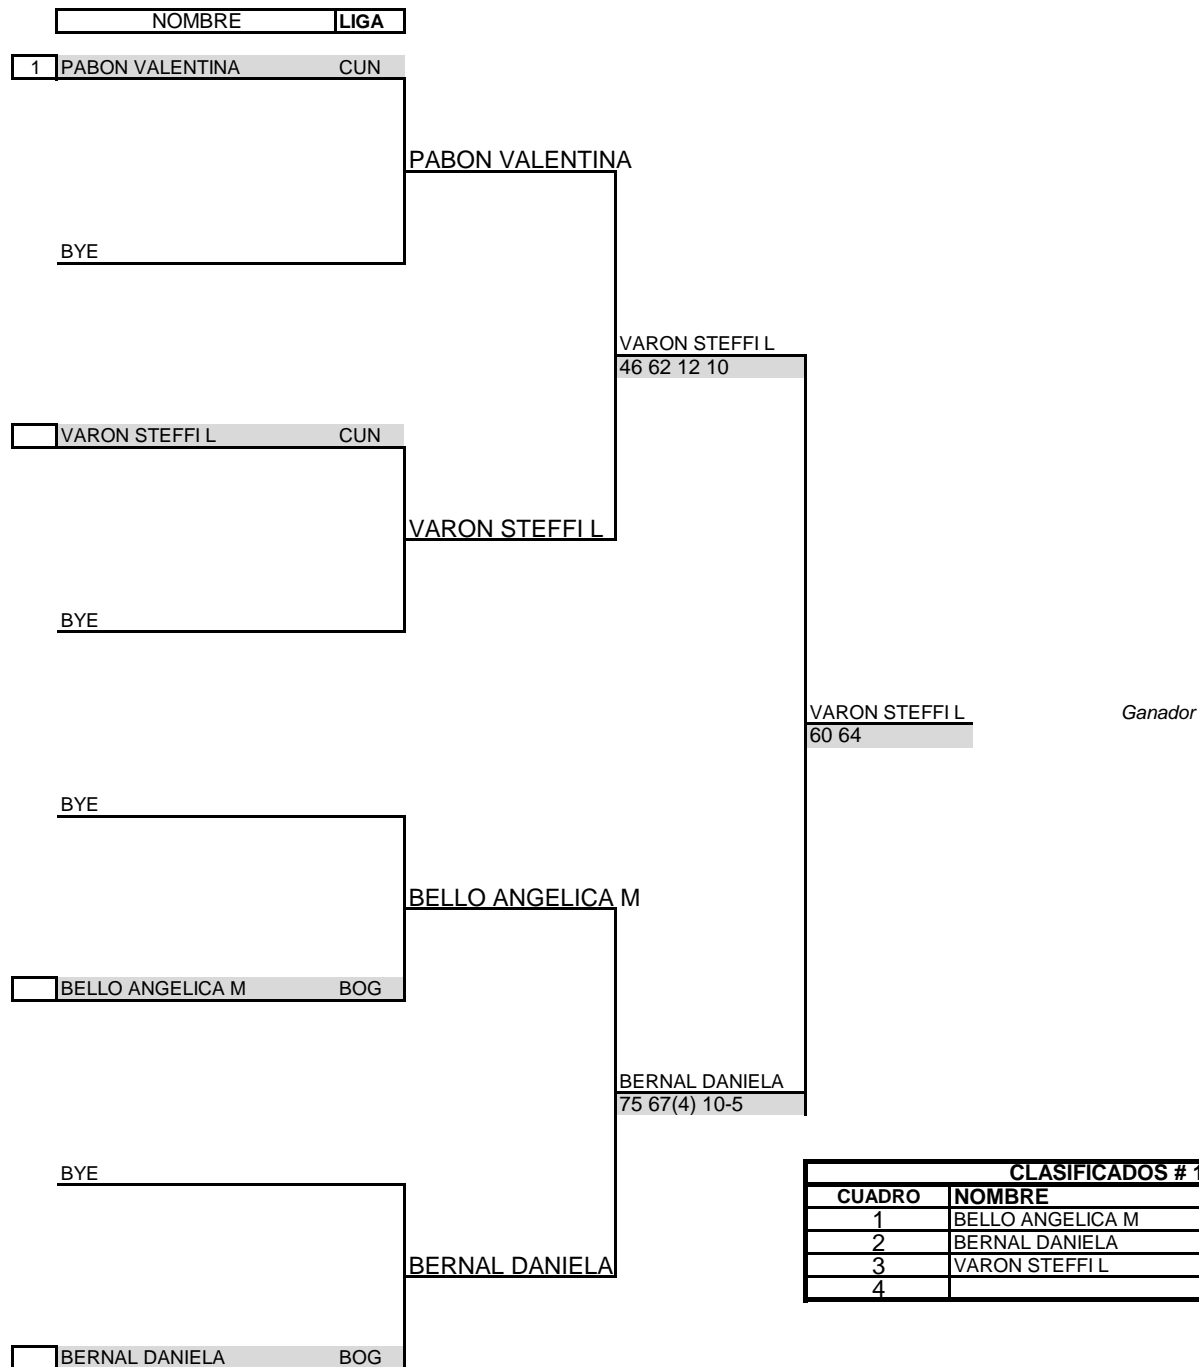 NOMBRE LIGA
1 PABON VALENTINA CUN
PABON VALENTINA
BYE
VARON STEFFI L
46 62 12 10
VARON STEFFI L CUN
VARON STEFFI L
BYE
VARON STEFFI L Ganador
60 64
BYE
BELLO ANGELICA M
BELLO ANGELICA M BOG
BERNAL DANIELA
75 67(4) 10-5
BYE
CLASIFICADOS # 1
CUADRO NOMBRE
1 BELLO ANGELICA M
2 BERNAL DANIELA
3 VARON STEFFI L
4
BERNAL DANIELA
BERNAL DANIELA BOG